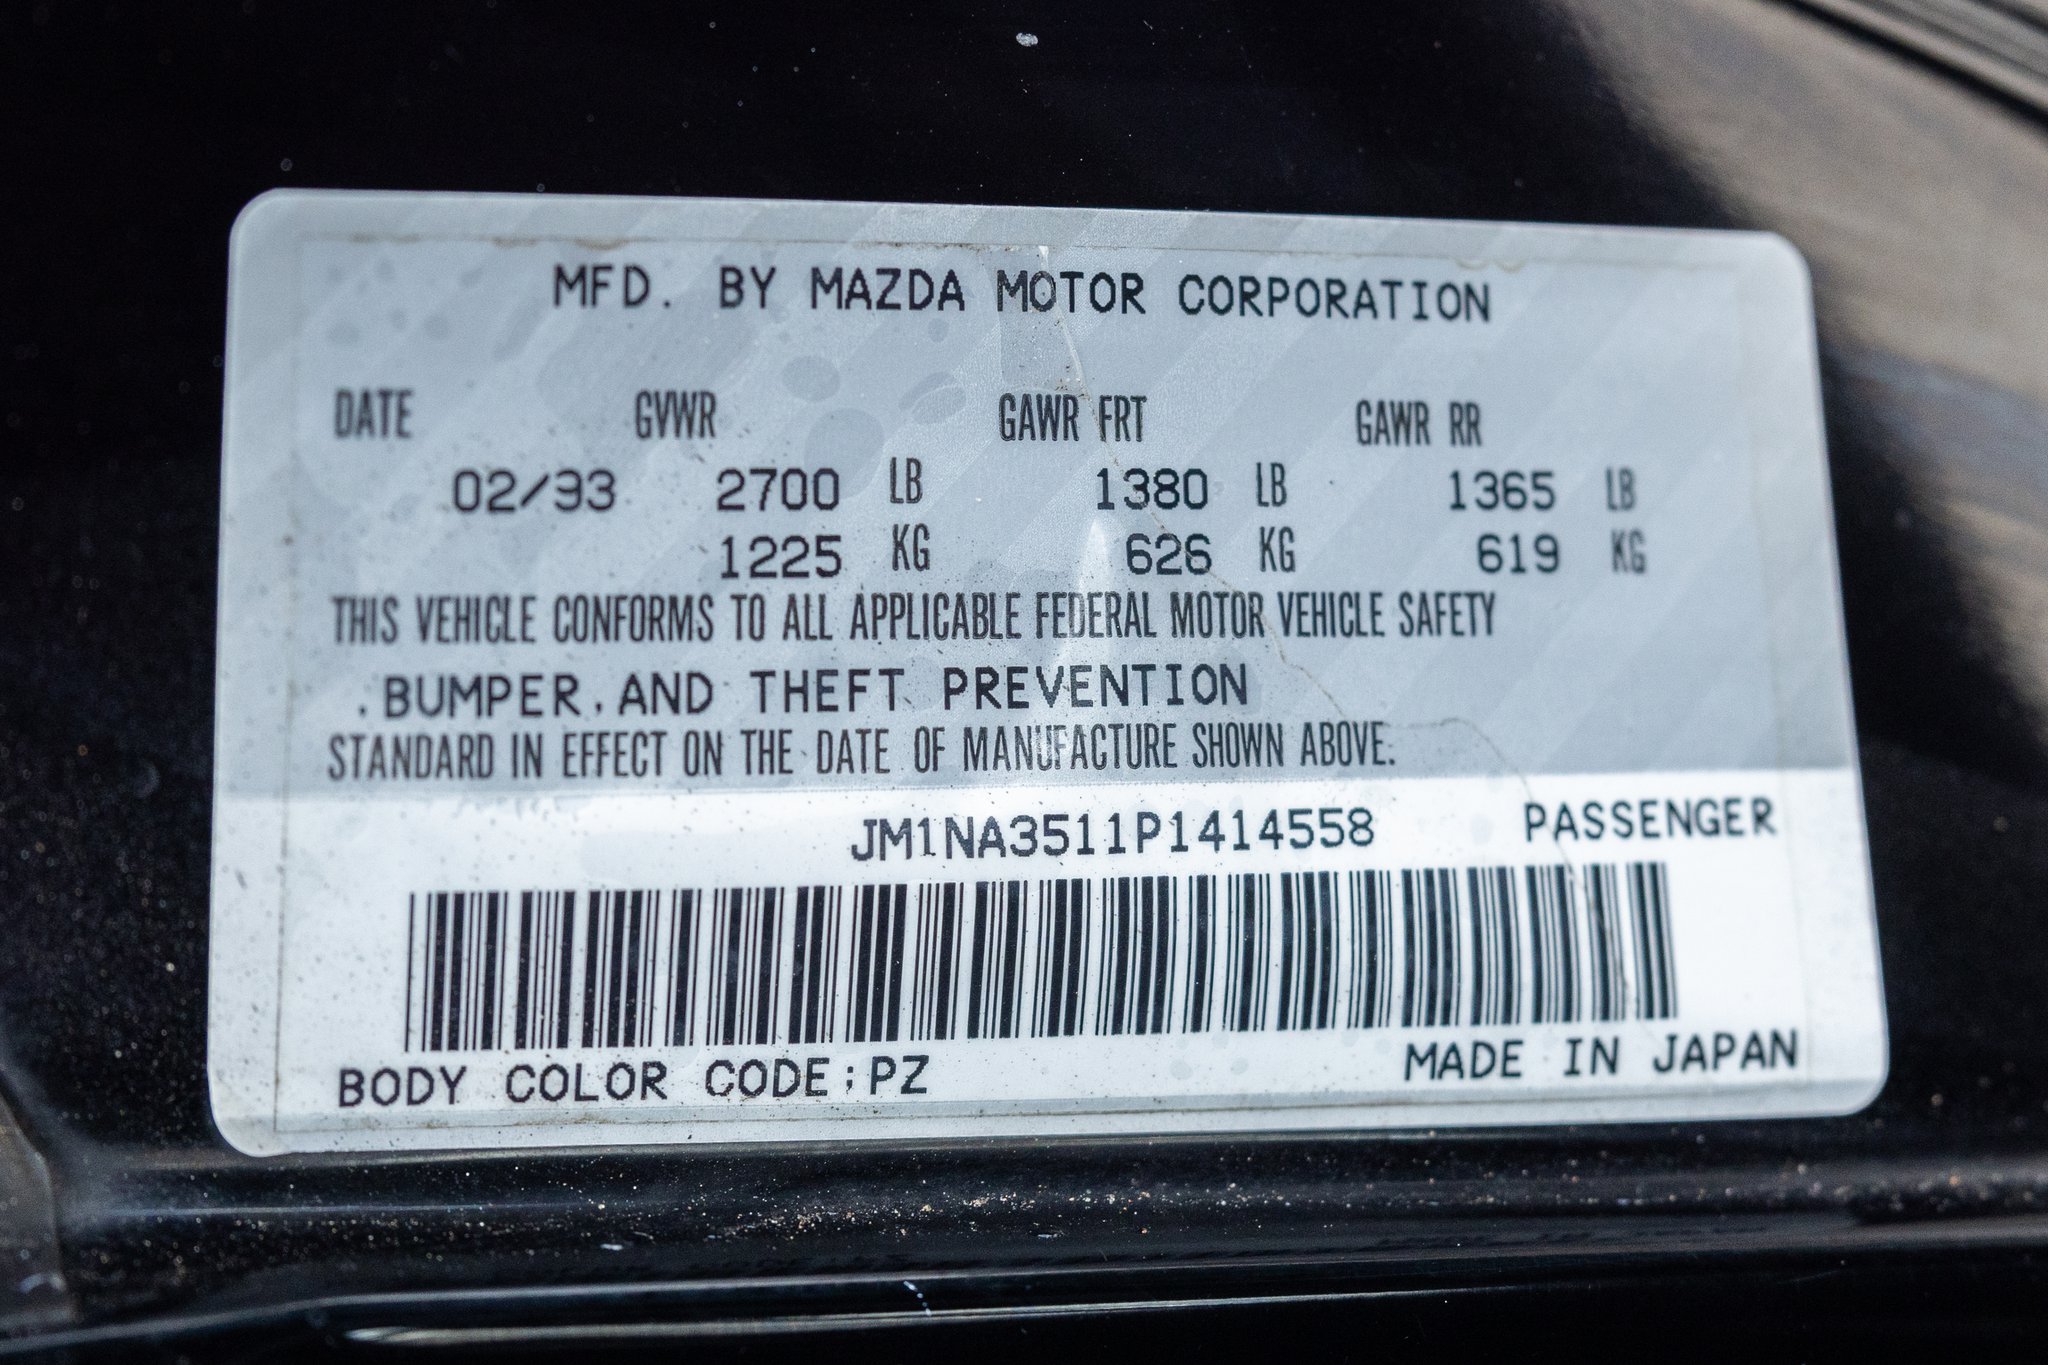 MFD. BY MAZDA MOTOR CORPORATION
DATE GVWR GAWR FRT GAWR RR
02/93 2700 LB 1380 LB 1365 LB
1225 KG 626 KG 619 KG
THIS VEHICLE CONFORMS TO ALL APPLICABLE FEDERAL MOTOR VEHICLE SAFETY
.BUMPER,AND THEFT PREVENTION
STANDARD IN EFFECT ON THE DATE OF MANUFACTURE SHOWN ABOVE.
JM1NA3511P1414558 PASSENGER
BODY COLOR CODE;PZ MADE IN JAPAN